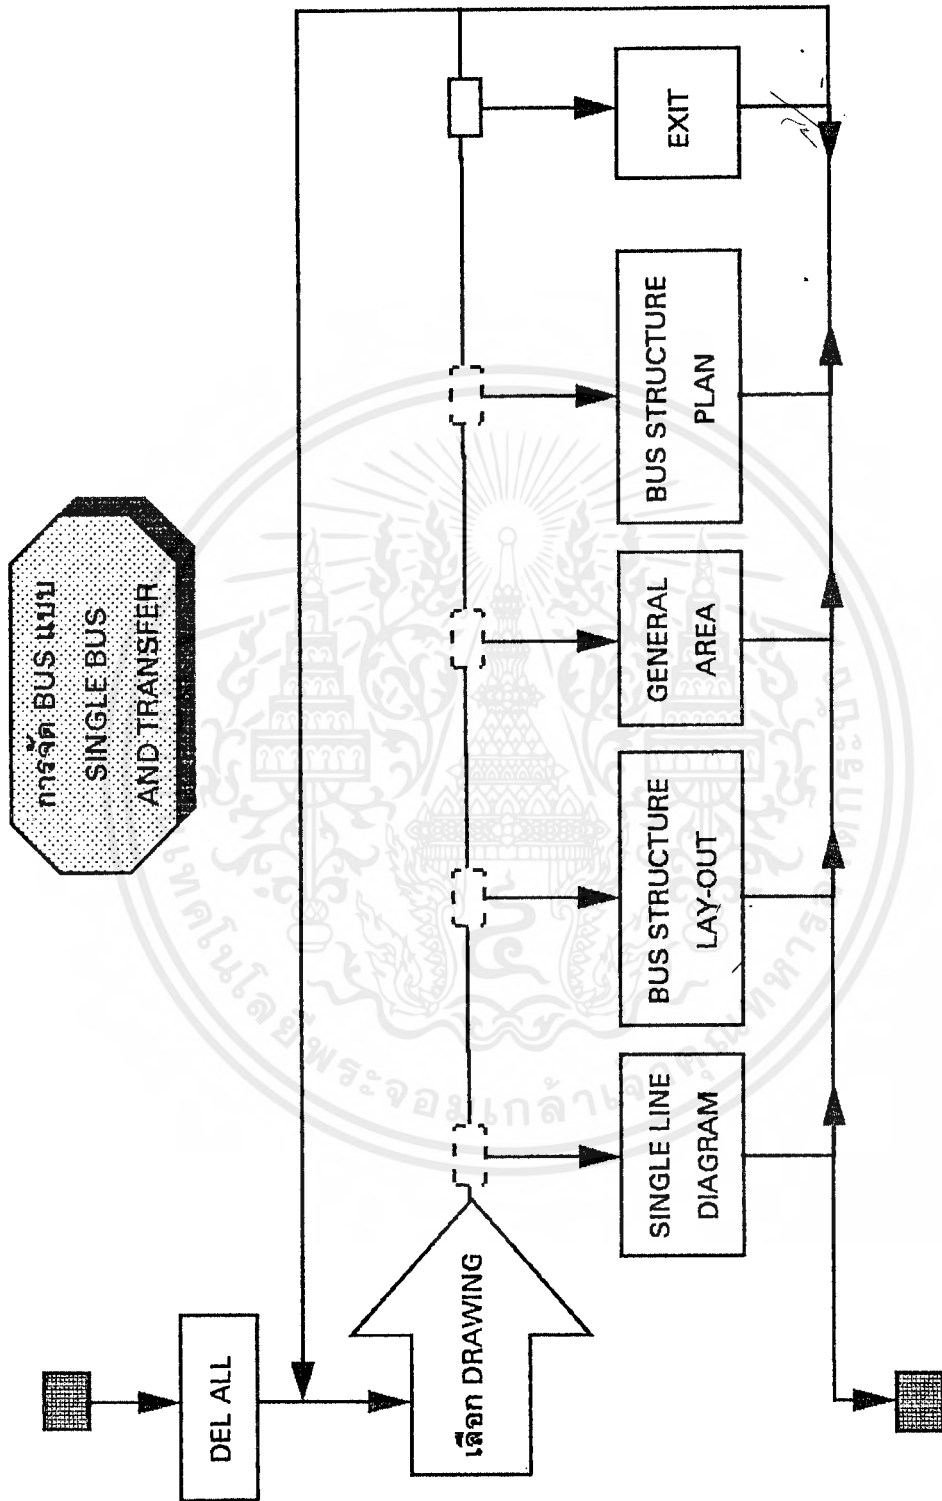 การจัด BUS แบบ
SINGLE BUS
AND TRANSFER
DEL ALL
เลือก DRAWING
SINGLE LINE
DIAGRAM
BUS STRUCTURE
LAY-OUT
GENERAL
AREA
BUS STRUCTURE
PLAN
EXIT